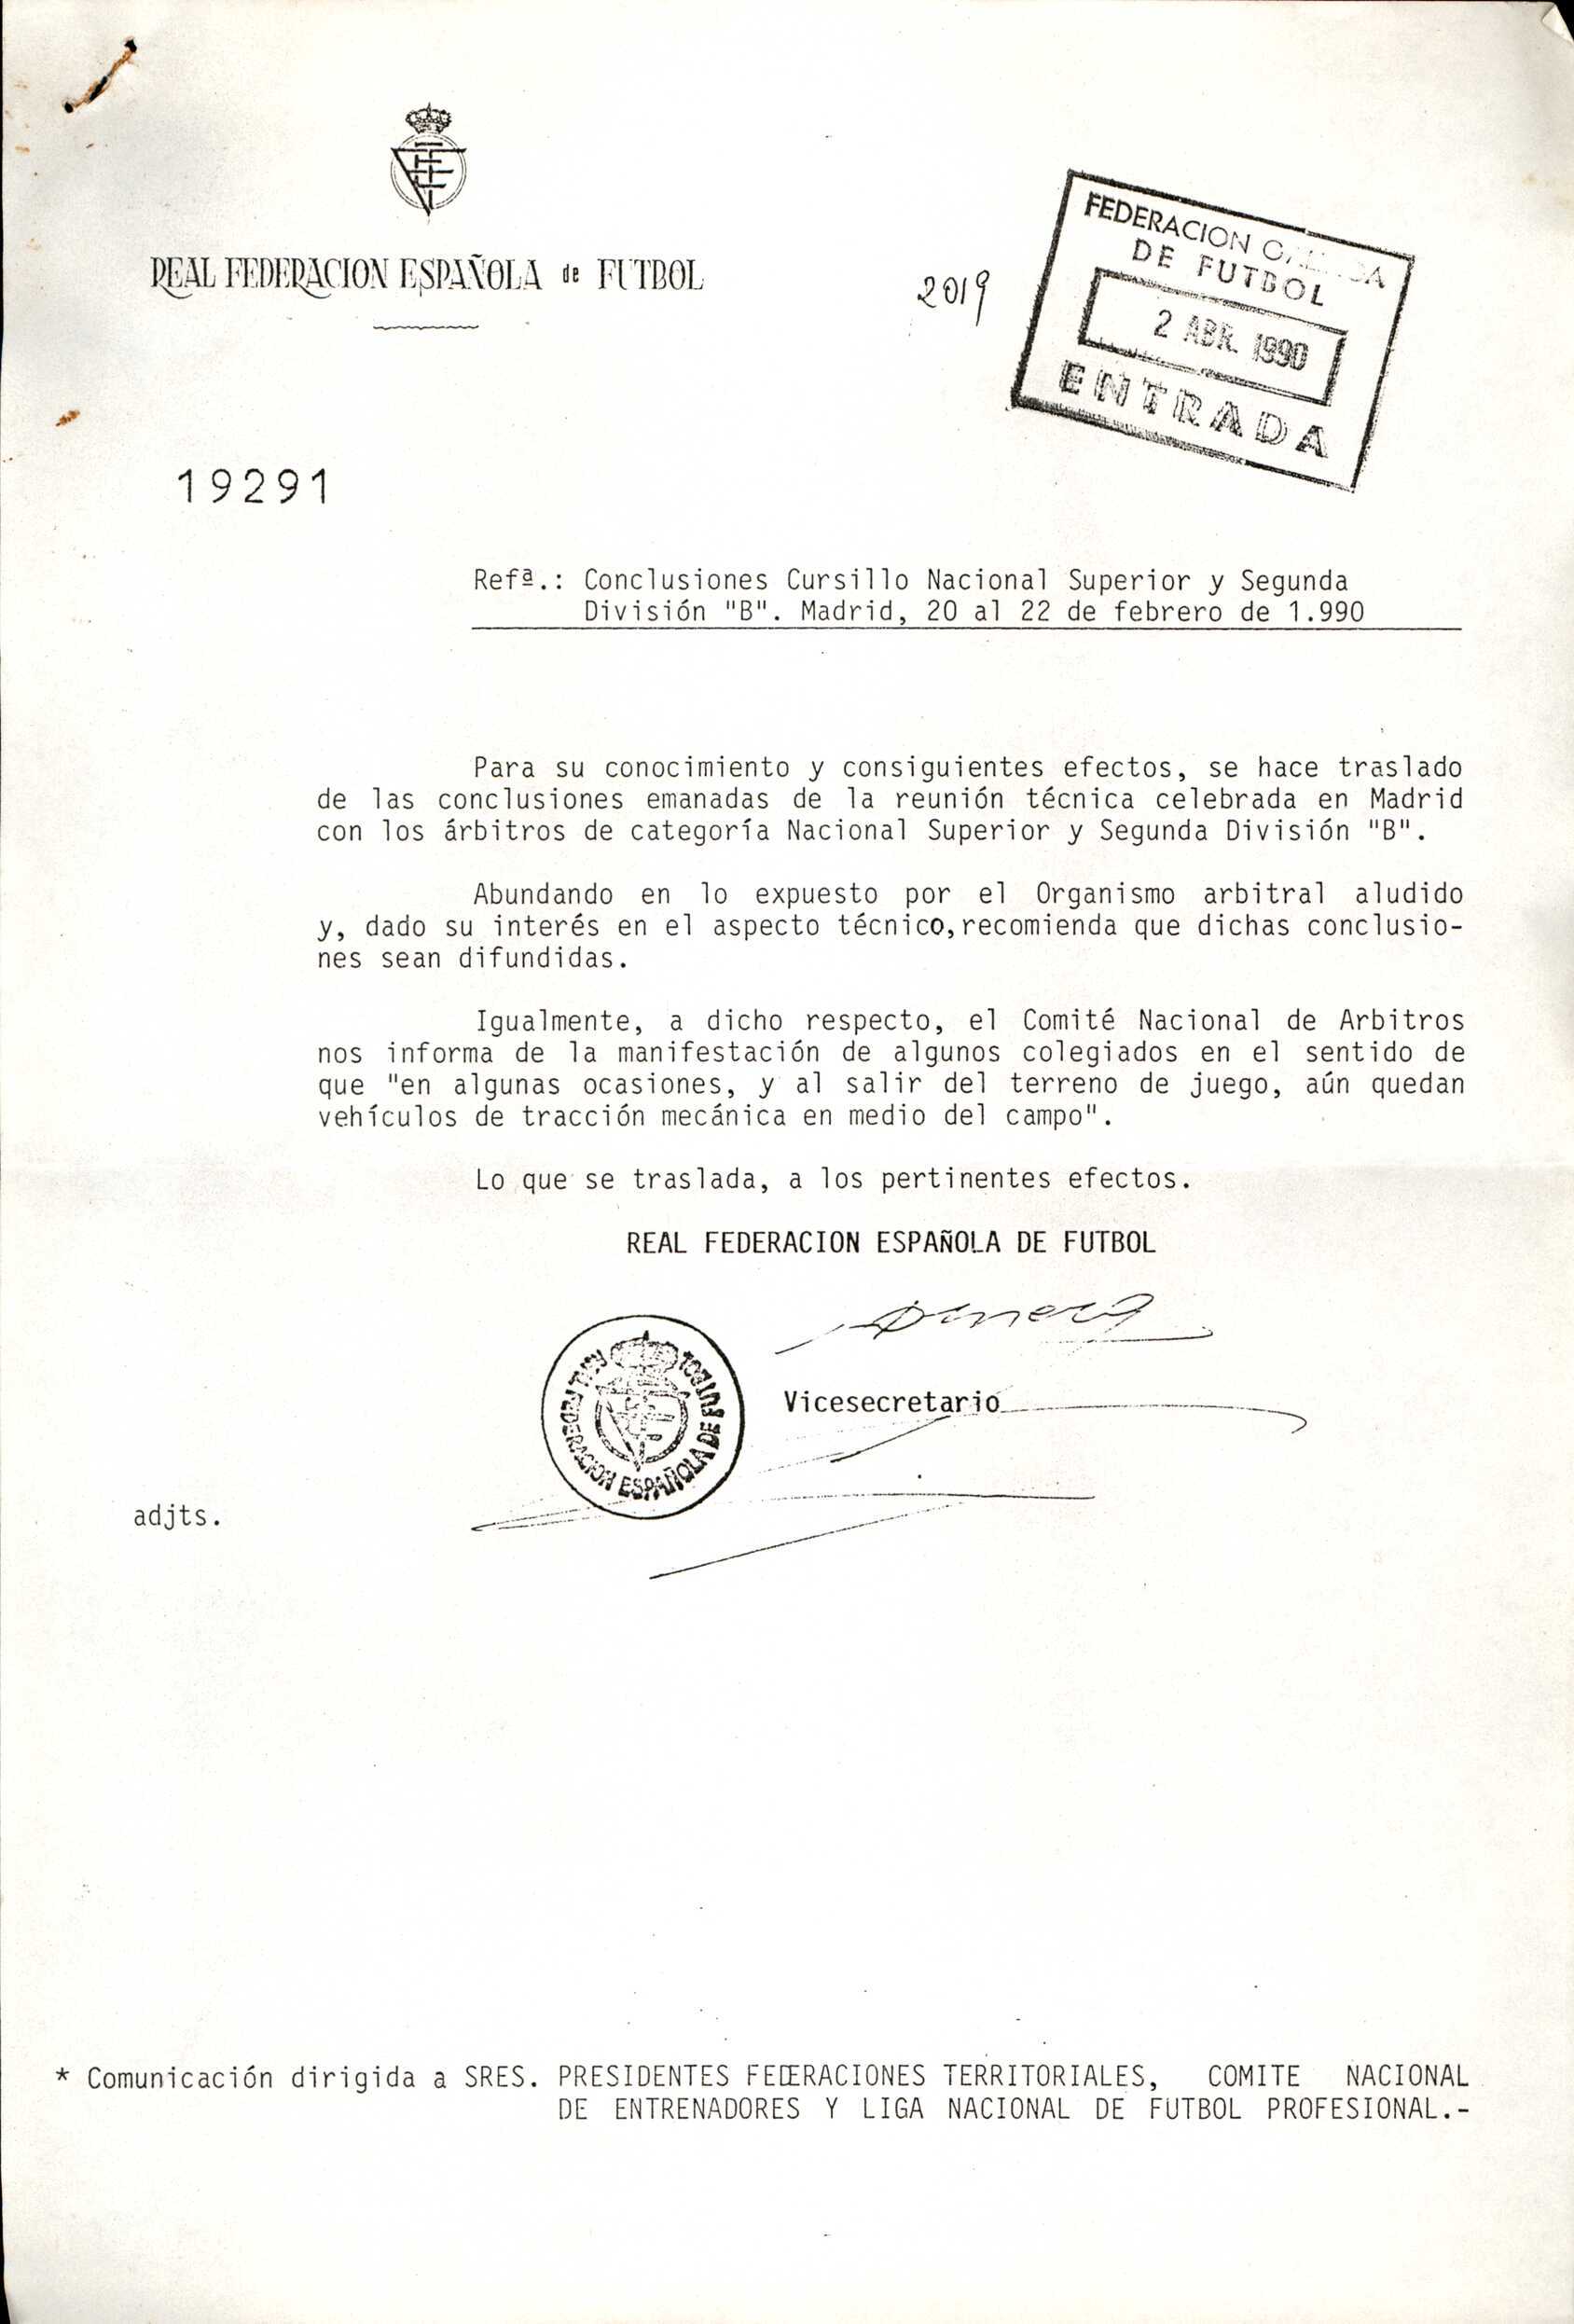 REAL FEDERACION ESPAÑOLA de FUTBOL
2019
FEDERACION
DE FUTBOL
2 ABR. 1990
ENTRADA
19291
Refª.: Conclusiones Cursillo Nacional Superior y Segunda
División "B". Madrid, 20 al 22 de febrero de 1.990
Para su conocimiento y consiguientes efectos, se hace traslado
de las conclusiones emanadas de la reunión técnica celebrada en Madrid
con los árbitros de categoría Nacional Superior y Segunda División "B".
Abundando en lo expuesto por el Organismo arbitral aludido
y, dado su interés en el aspecto técnico, recomienda que dichas conclusio-
nes sean difundidas.
Igualmente, a dicho respecto, el Comité Nacional de Arbitros
nos informa de la manifestación de algunos colegiados en el sentido de
que "en algunas ocasiones, y al salir del terreno de juego, aún quedan
vehículos de tracción mecánica en medio del campo".
Lo que se traslada, a los pertinentes efectos.
REAL FEDERACION ESPAÑOLA DE FUTBOL
REAL FEDERACION ESPAÑOLA DE FUTBOL
Vicesecretario
adjts.
* Comunicación dirigida a SRES. PRESIDENTES FEDERACIONES TERRITORIALES, COMITE NACIONAL
DE ENTRENADORES Y LIGA NACIONAL DE FUTBOL PROFESIONAL.-